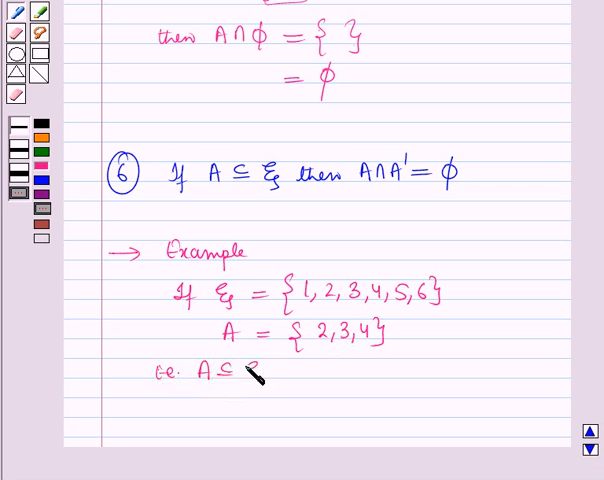 then A ∩ ϕ = { }
= ϕ
6 If A ⊆ ξ then A∩A' = ϕ
→ Example
If ξ = {1, 2, 3, 4, 5, 6}
A = { 2, 3, 4}
i.e. A ⊆